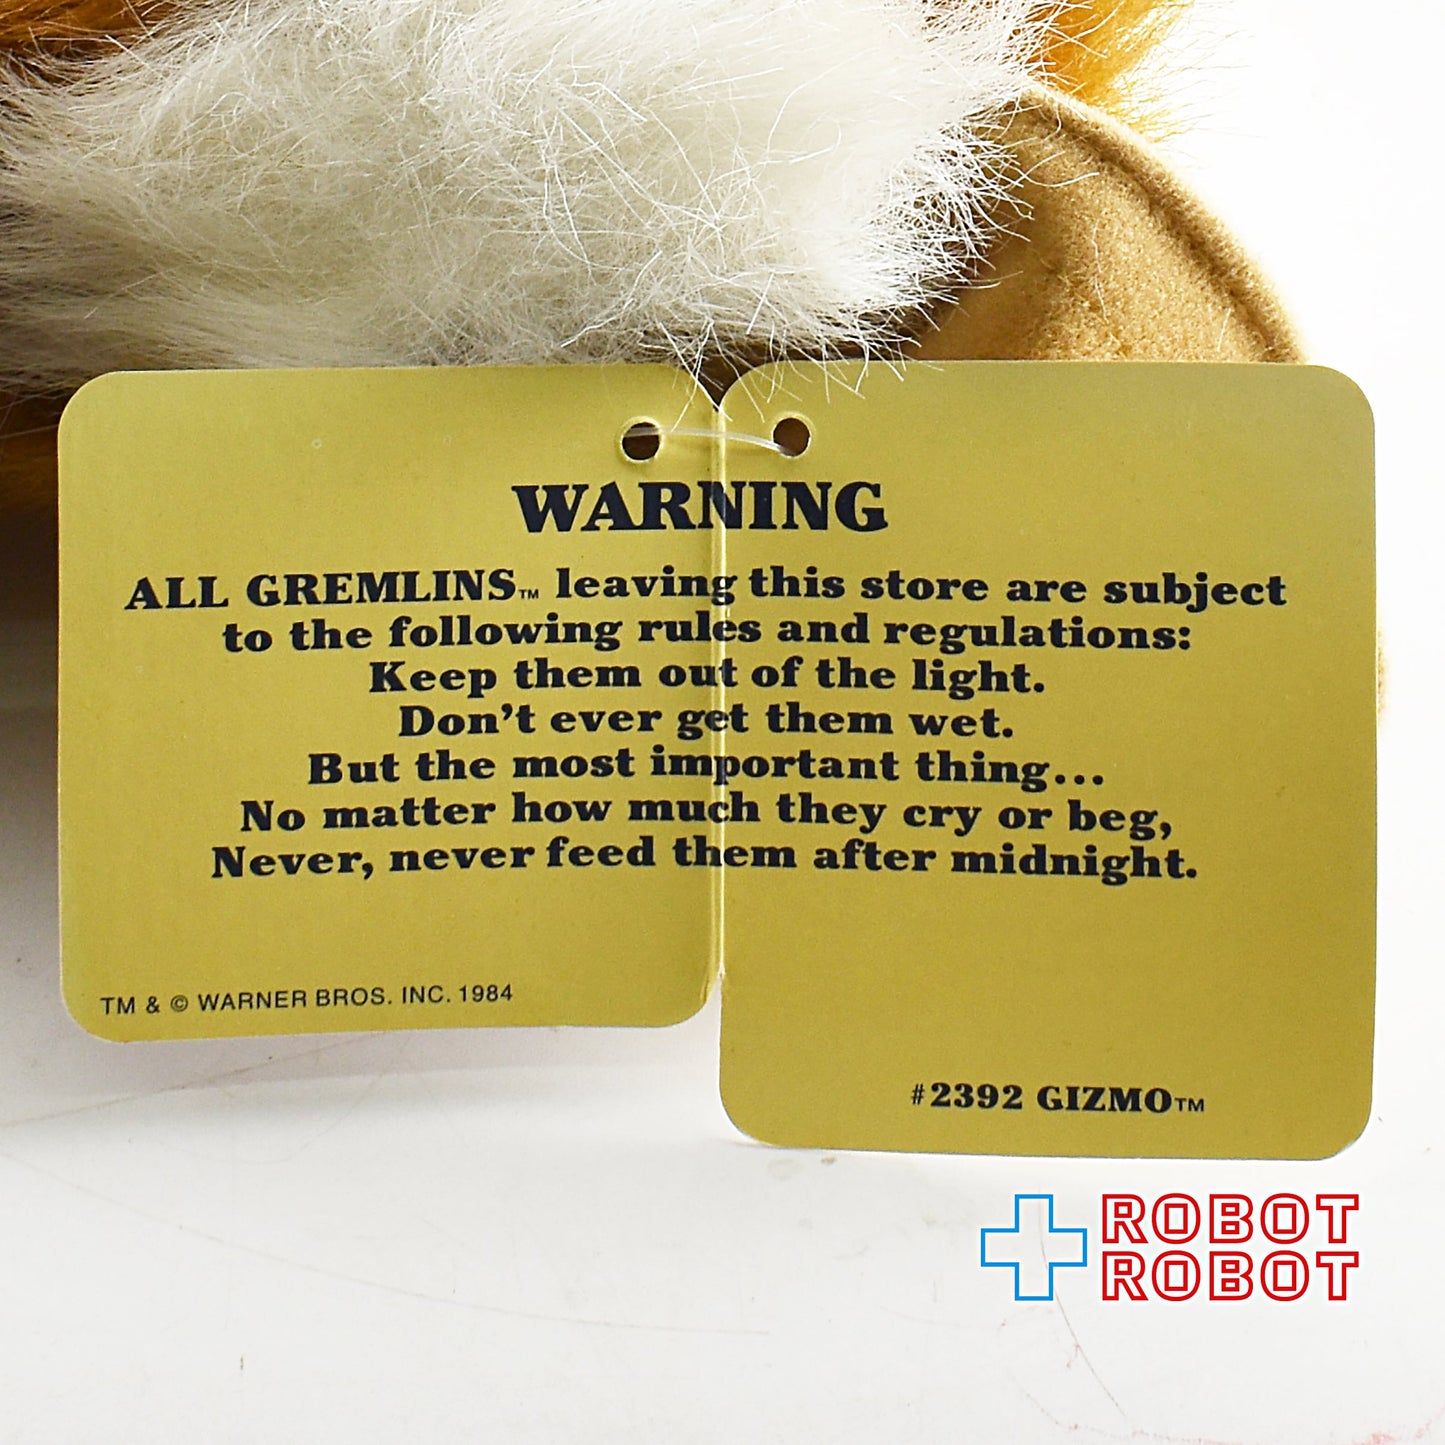 WARNING
ALL GREMLINS™ leaving this store are subject
to the following rules and regulations:
Keep them out of the light.
Don't ever get them wet.
But the most important thing...
No matter how much they cry or beg,
Never, never feed them after midnight.
TM & © WARNER BROS. INC. 1984
#2392 GIZMO™
ROBOT
ROBOT